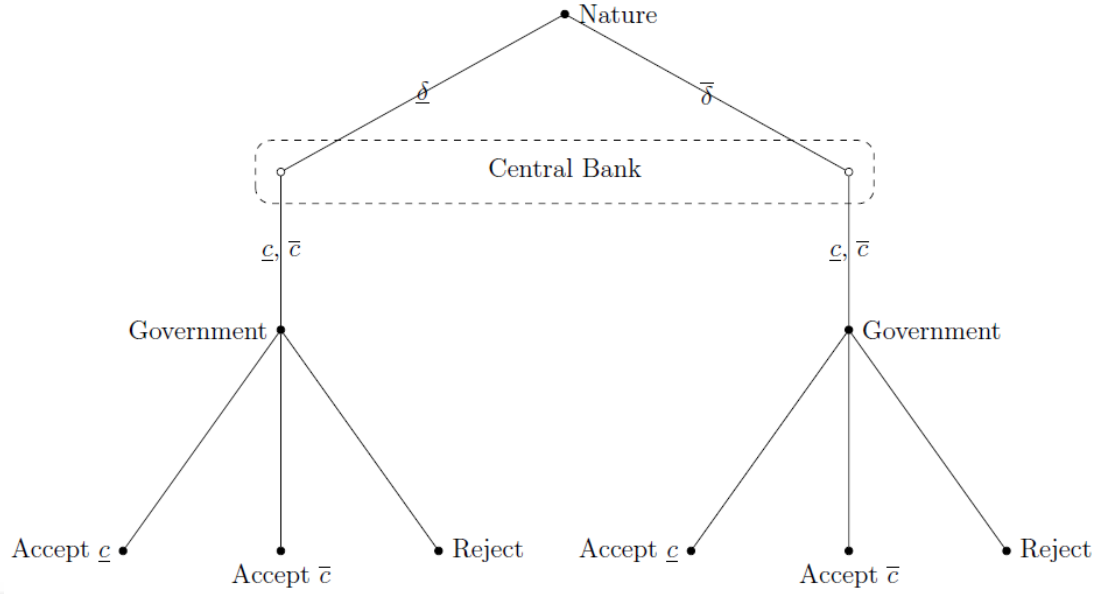 Nature
δ̲
δ̅
Central Bank
c̲, c̅
c̲, c̅
Government
Government
Accept c̲
Reject
Accept c̲
Reject
Accept c̅
Accept c̅